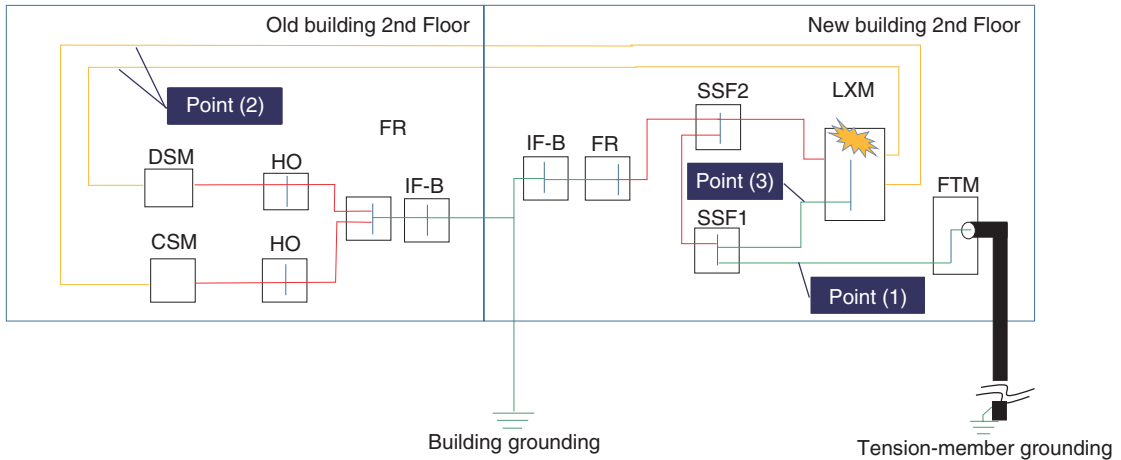 Old building 2nd Floor
New building 2nd Floor
Point (2)
FR
DSM
HO
IF-B
CSM
HO
IF-B
FR
SSF2
LXM
Point (3)
FTM
SSF1
Point (1)
Building grounding
Tension-member grounding